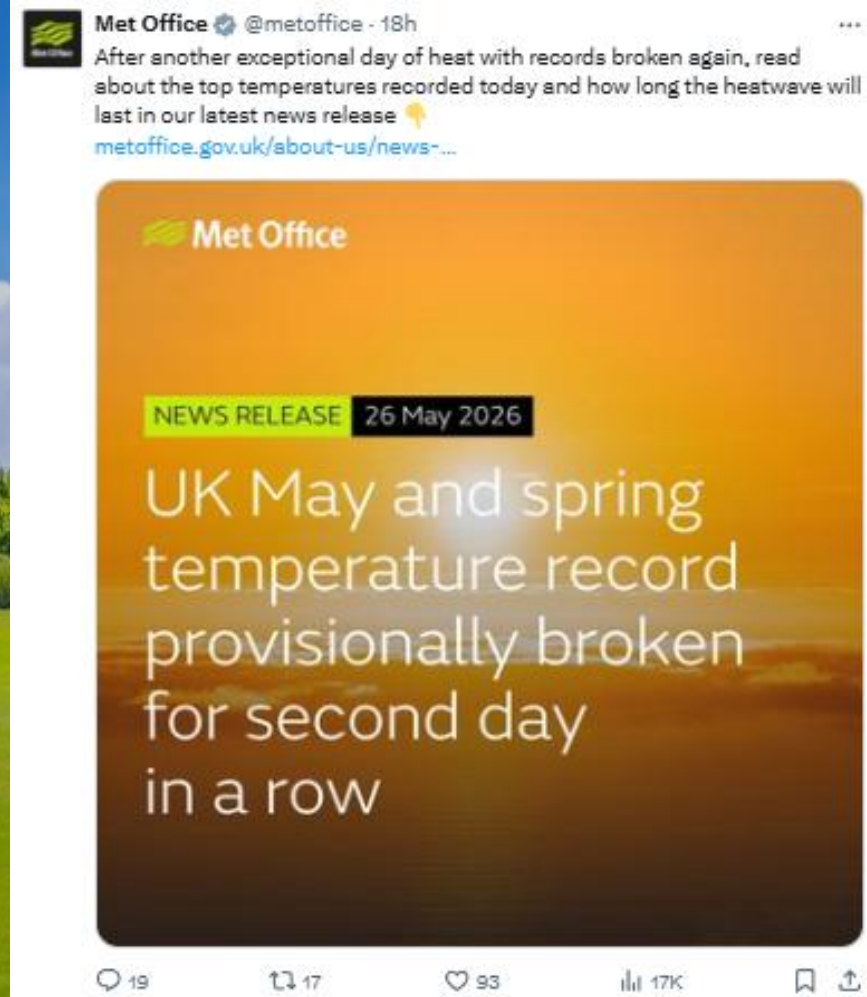 Met Office @metoffice · 18h
After another exceptional day of heat with records broken again, read
about the top temperatures recorded today and how long the heatwave will
last in our latest news release 👇
metoffice.gov.uk/about-us/news-...
Met Office
NEWS RELEASE 26 May 2026
UK May and spring
temperature record
provisionally broken
for second day
in a row
19 17 93 17K